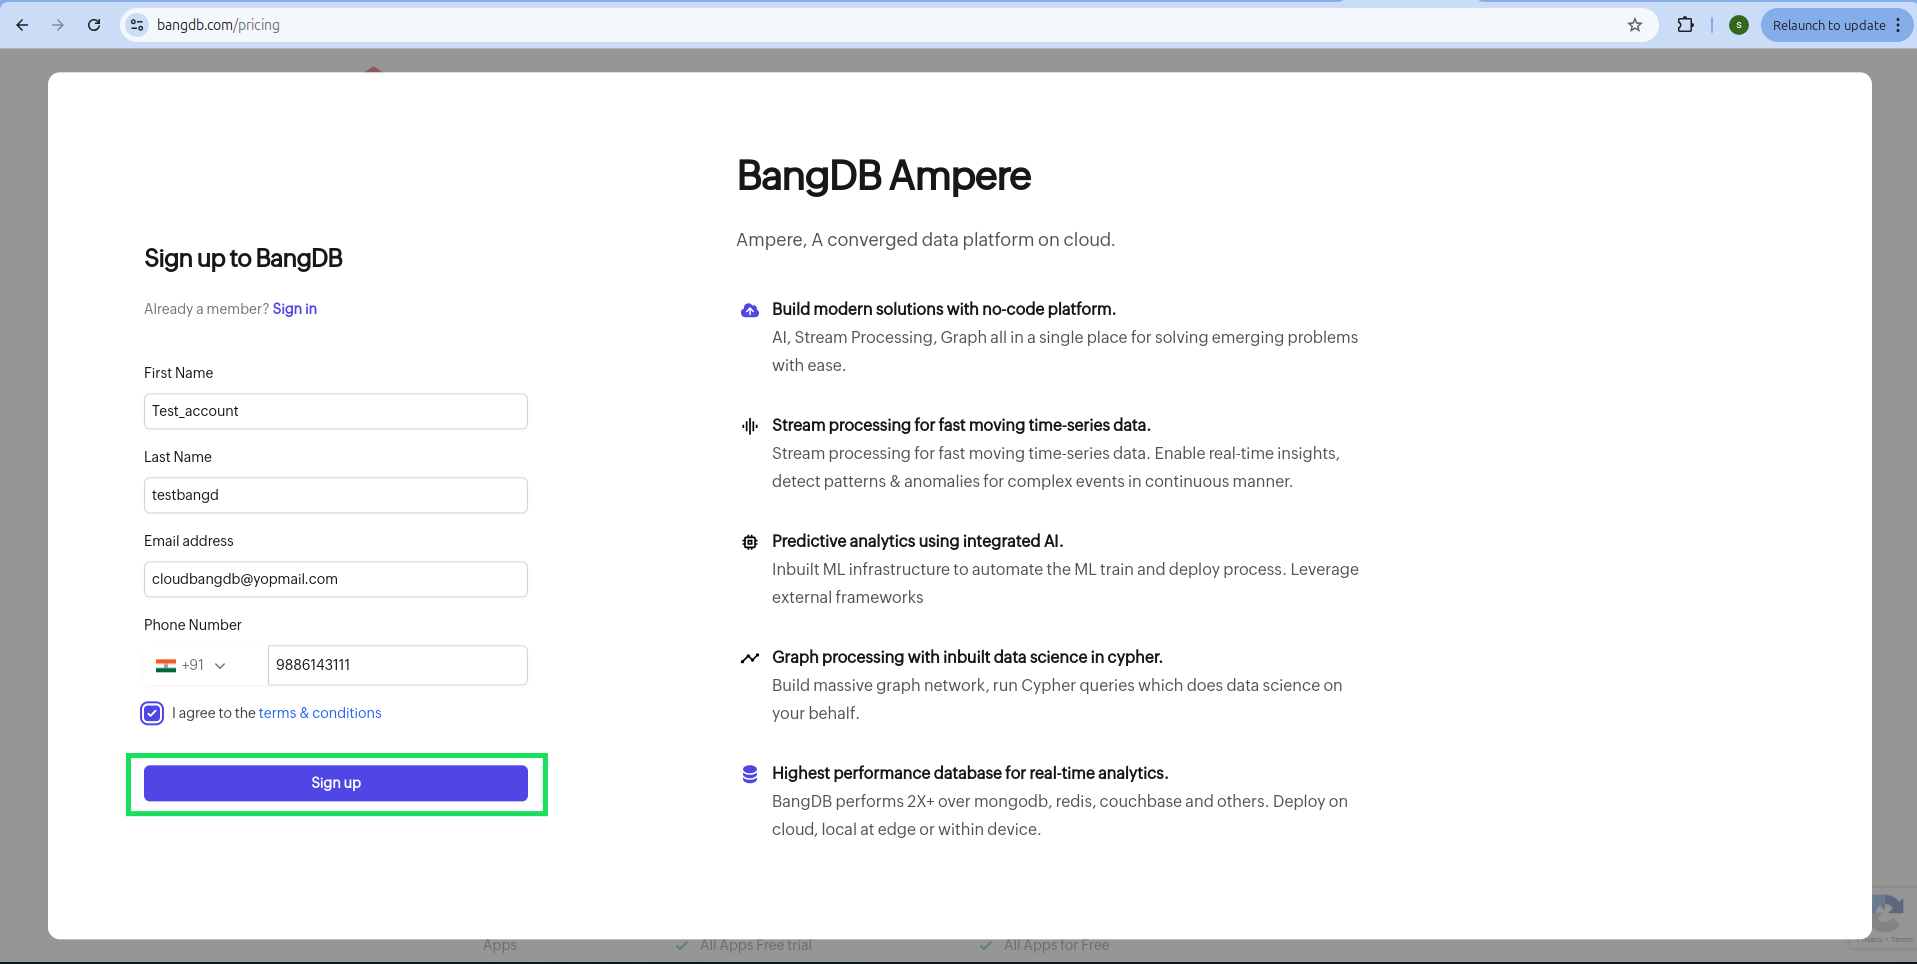 bangdb.com/pricing
S
Relaunch to update
Sign up to BangDB
Already a member? Sign in
First Name
Test_account
Last Name
testbangd
Email address
cloudbangdb@yopmail.com
Phone Number
+91
9886143111
I agree to the terms & conditions
Sign up
BangDB Ampere
Ampere, A converged data platform on cloud.
Build modern solutions with no-code platform.
AI, Stream Processing, Graph all in a single place for solving emerging problems
with ease.
Stream processing for fast moving time-series data.
Stream processing for fast moving time-series data. Enable real-time insights,
detect patterns & anomalies for complex events in continuous manner.
Predictive analytics using integrated AI.
Inbuilt ML infrastructure to automate the ML train and deploy process. Leverage
external frameworks
Graph processing with inbuilt data science in cypher.
Build massive graph network, run Cypher queries which does data science on
your behalf.
Highest performance database for real-time analytics.
BangDB performs 2X+ over mongodb, redis, couchbase and others. Deploy on
cloud, local at edge or within device.
Apps
All Apps Free trial
All Apps for Free
Privacy - Terms